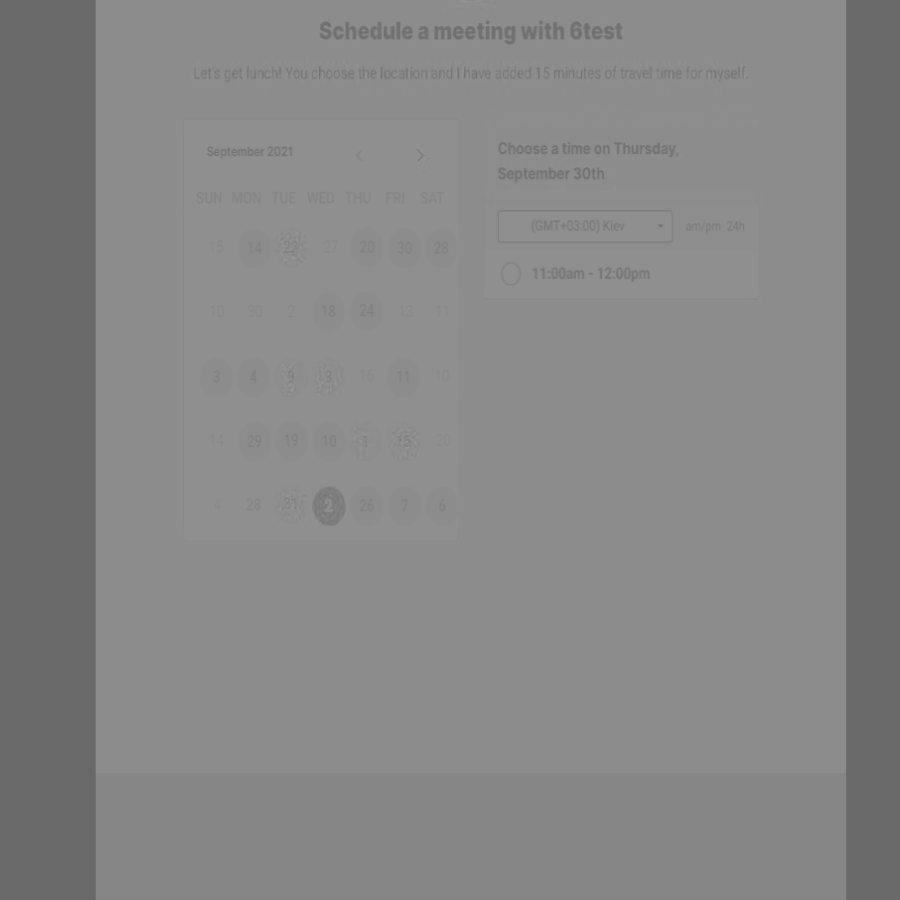 Schedule a meeting with 6test
Let's get lunch! You choose the location and I have added 15 minutes of travel time for myself.
September 2021
SUN MON TUE WED THU FRI SAT
15 14 27 20 30 28
10 30 2 18 24 13 11
3 4 16 11 10
14 29 19 10 1 15 20
4 28 31 2 26 7 6
Choose a time on Thursday,
September 30th
(GMT+03:00) Kiev am/pm 24h
11:00am - 12:00pm